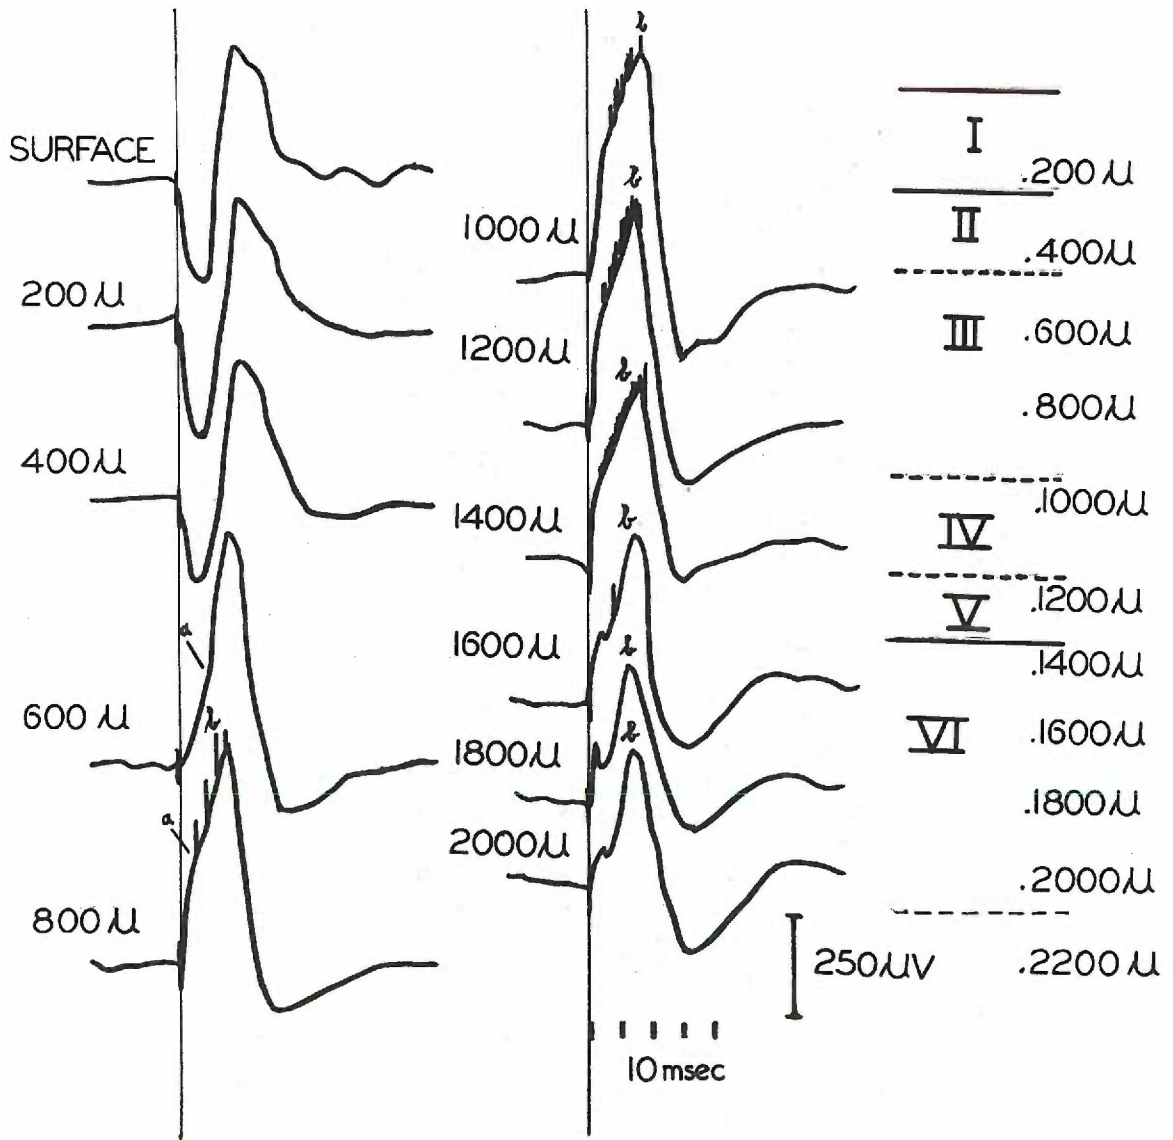 SURFACE
200 μ
400 μ
a
600 μ
b
a
800 μ
b
1000 μ
b
1200 μ
b
1400 μ
b
1600 μ
b
1800 μ
b
2000 μ
250 μV
10 msec
I
.200 μ
II
.400 μ
III
.600 μ
.800 μ
.1000 μ
IV
V
.1200 μ
.1400 μ
VI
.1600 μ
.1800 μ
.2000 μ
.2200 μ